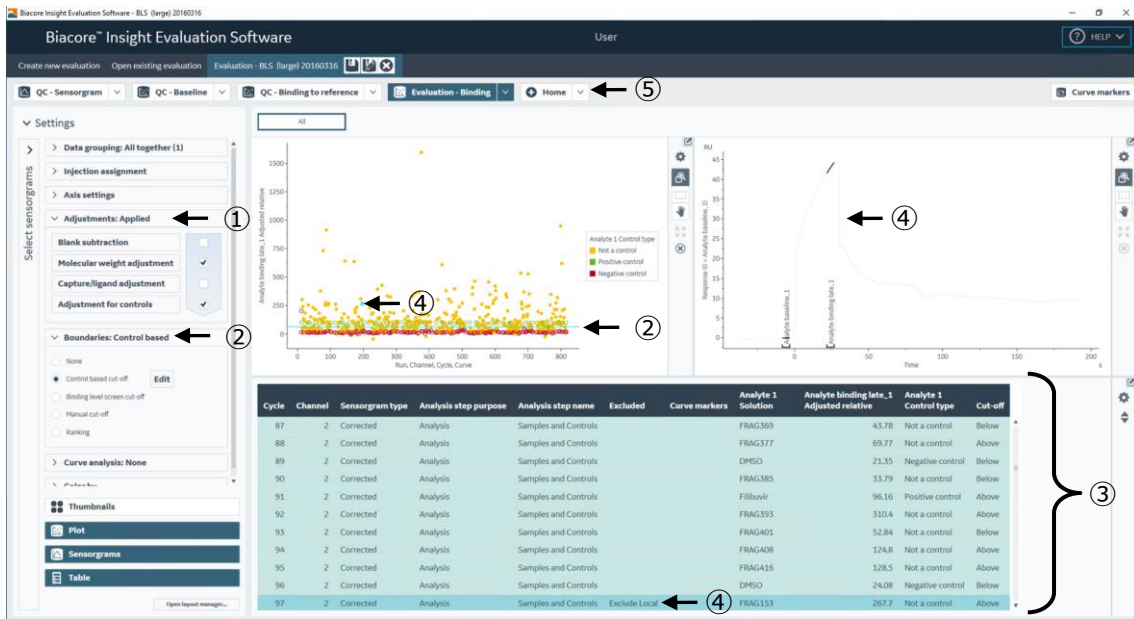 Biacore Insight Evaluation Software - BLS (large) 20160316
Biacore™ Insight Evaluation Software
User
? HELP
Create new evaluation Open existing evaluation Evaluation - BLS (large) 20160316
QC - Sensorgram QC - Baseline QC - Binding to reference Evaluation - Binding Home ⑤ Curve markers
Settings
Select sensorgrams
Data grouping: All together (1)
Injection assignment
Axis settings
Adjustments: Applied ①
Blank subtraction
Molecular weight adjustment
Capture/ligand adjustment
Adjustment for controls
Boundaries: Control based ②
None
Control based cut-off Edit
Binding level screen cut-off
Manual cut-off
Ranking
Curve analysis: None
Thumbnails
Plot
Sensorgrams
Table
Open layout manager...
All
Analyte binding late_1 Adjusted relative
1500
1250
1000
750
500
250
0
0 100 200 300 400 500 600 700 800
Run, Channel, Cycle, Curve
Analyte 1 Control type
Not a control
Positive control
Negative control
④
②
RU
Response (0 = Analyte baseline_1)
45
40
35
30
25
20
15
10
5
0
④
Analyte baseline_1
Analyte binding late_1
0 50 100 150 200
Time s
Cycle Channel Sensorgram type Analysis step purpose Analysis step name Excluded Curve markers Analyte 1 Solution Analyte binding late_1 Adjusted relative Analyte 1 Control type Cut-off
87 2 Corrected Analysis Samples and Controls FRAG369 43.78 Not a control Below
88 2 Corrected Analysis Samples and Controls FRAG377 69.77 Not a control Above
89 2 Corrected Analysis Samples and Controls DMSO 21.35 Negative control Below
90 2 Corrected Analysis Samples and Controls FRAG385 33.79 Not a control Below
91 2 Corrected Analysis Samples and Controls Filibuvir 96.16 Positive control Above
92 2 Corrected Analysis Samples and Controls FRAG393 310.4 Not a control Above
93 2 Corrected Analysis Samples and Controls FRAG401 52.84 Not a control Below
94 2 Corrected Analysis Samples and Controls FRAG408 124.8 Not a control Above
95 2 Corrected Analysis Samples and Controls FRAG416 128.5 Not a control Above
96 2 Corrected Analysis Samples and Controls DMSO 24.08 Negative control Below
97 2 Corrected Analysis Samples and Controls Exclude Local ④ FRAG153 267.7 Not a control Above
③